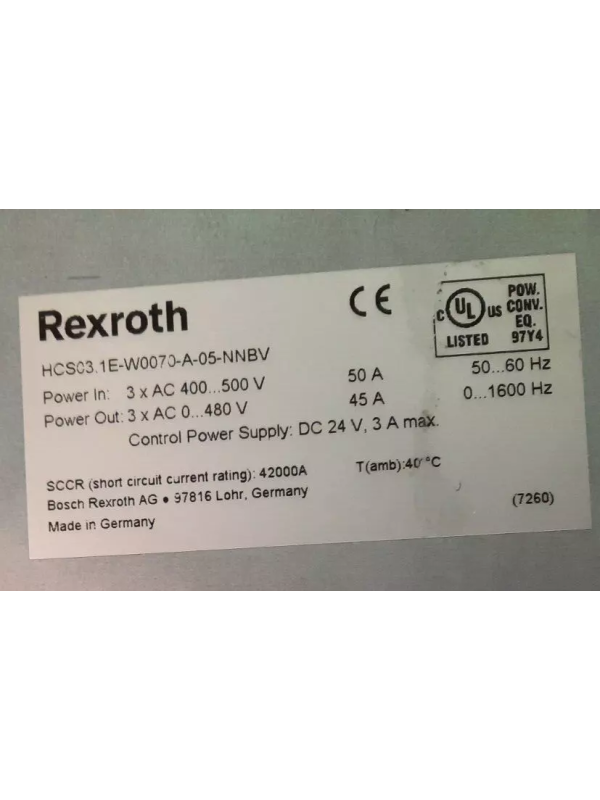 Rexroth
CE
C UL US
LISTED
POW.
CONV.
EQ.
97Y4
HCS03.1E-W0070-A-05-NNBV
Power In: 3 x AC 400...500 V 50 A 50...60 Hz
Power Out: 3 x AC 0...480 V 45 A 0...1600 Hz
Control Power Supply: DC 24 V, 3 A max.
SCCR (short circuit current rating): 42000A T(amb):40°C
Bosch Rexroth AG • 97816 Lohr, Germany
Made in Germany (7260)